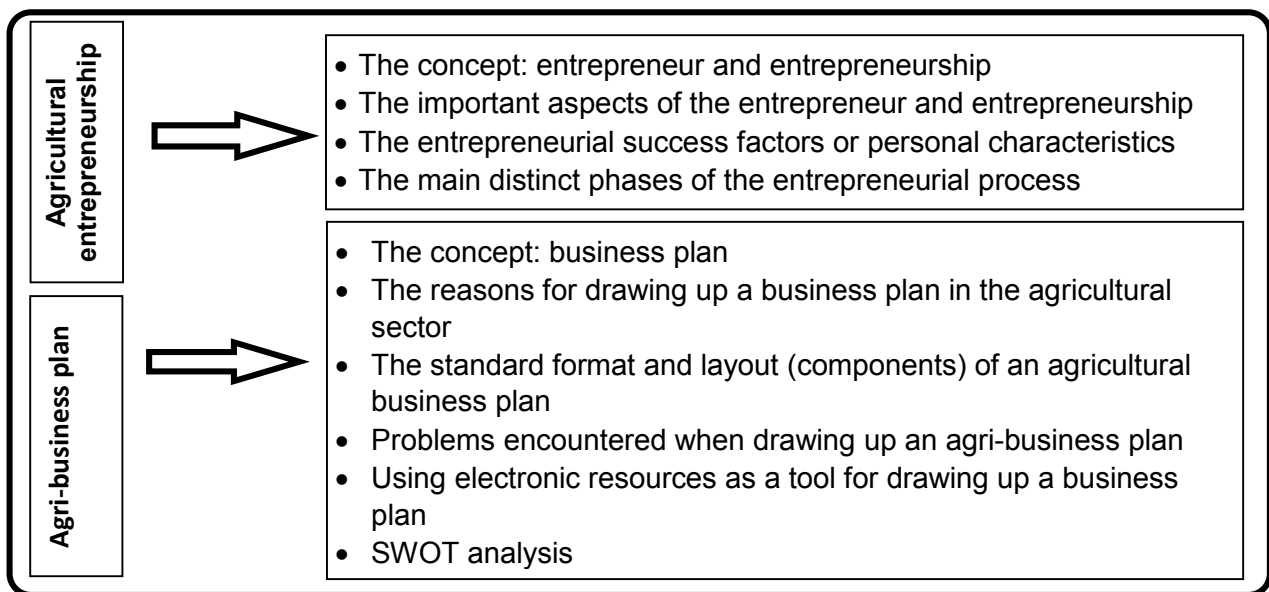 Agricultural
entrepreneurship
• The concept: entrepreneur and entrepreneurship
• The important aspects of the entrepreneur and entrepreneurship
• The entrepreneurial success factors or personal characteristics
• The main distinct phases of the entrepreneurial process
Agri-business plan
• The concept: business plan
• The reasons for drawing up a business plan in the agricultural
sector
• The standard format and layout (components) of an agricultural
business plan
• Problems encountered when drawing up an agri-business plan
• Using electronic resources as a tool for drawing up a business
plan
• SWOT analysis